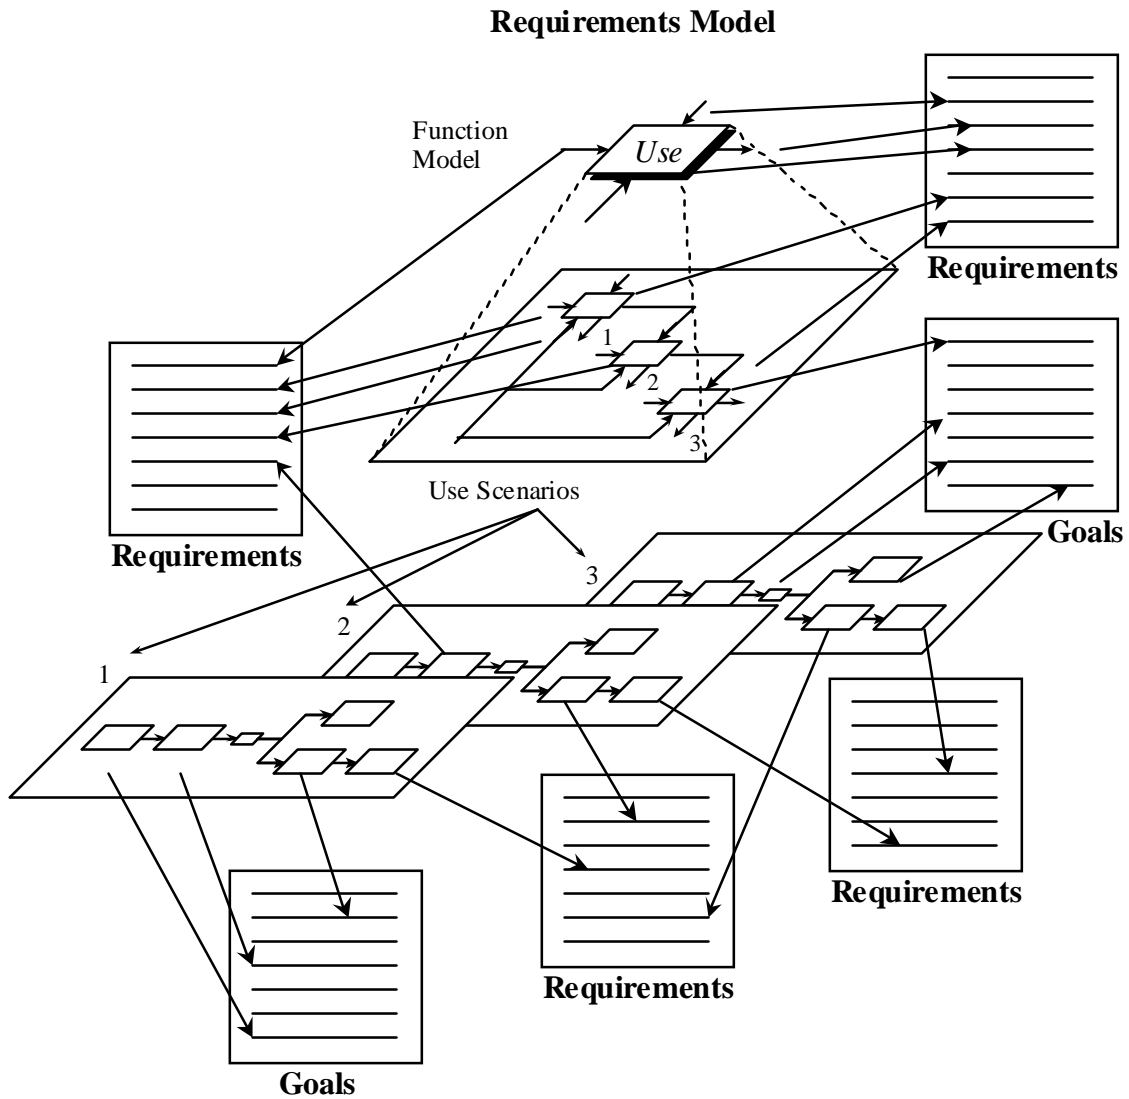 Requirements Model
Function
Model
Use
Requirements
1
2
3
Use Scenarios
Requirements
Goals
3
2
1
Requirements
Requirements
Goals